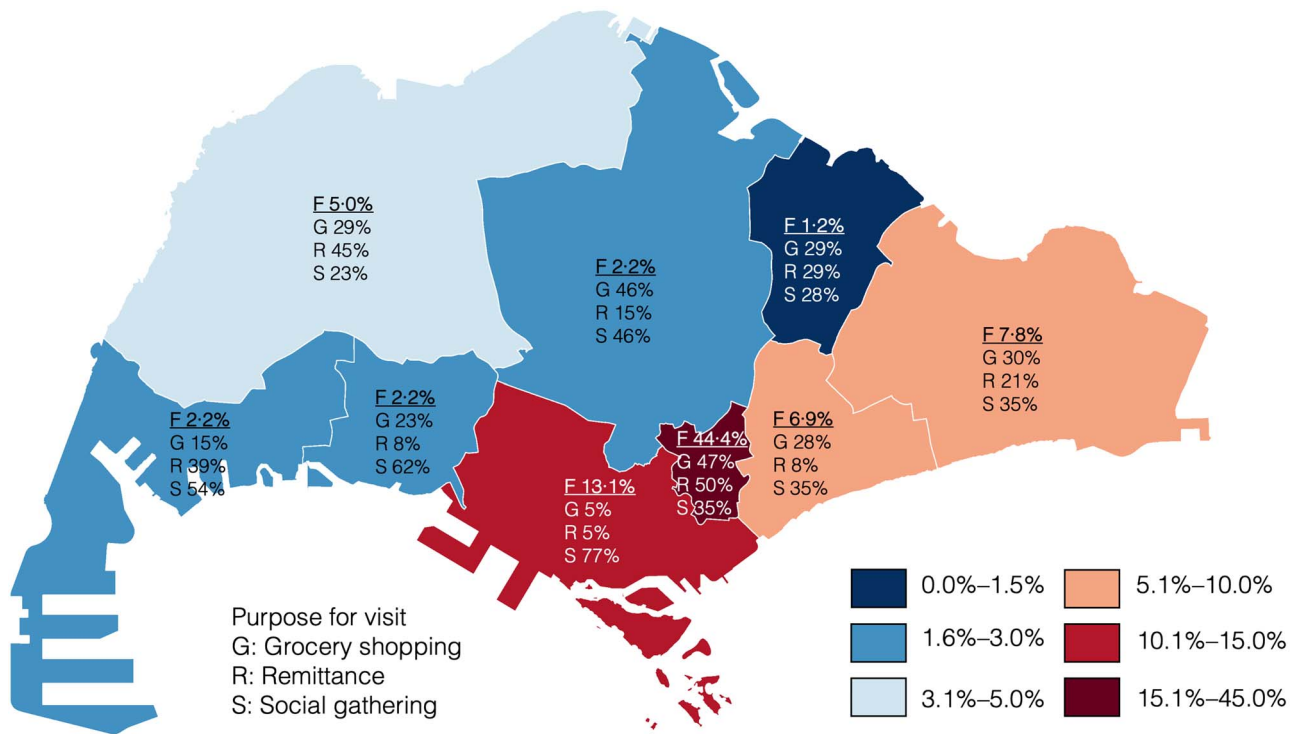 F 5·0%
G 29%
R 45%
S 23%
F 2·2%
G 46%
R 15%
S 46%
F 1·2%
G 29%
R 29%
S 28%
F 7·8%
G 30%
R 21%
S 35%
F 2·2%
G 15%
R 39%
S 54%
F 2·2%
G 23%
R 8%
S 62%
F 13·1%
G 5%
R 5%
S 77%
F 44·4%
G 47%
R 50%
S 35%
F 6·9%
G 28%
R 8%
S 35%
Purpose for visit
G: Grocery shopping
R: Remittance
S: Social gathering
0.0%–1.5%
1.6%–3.0%
3.1%–5.0%
5.1%–10.0%
10.1%–15.0%
15.1%–45.0%